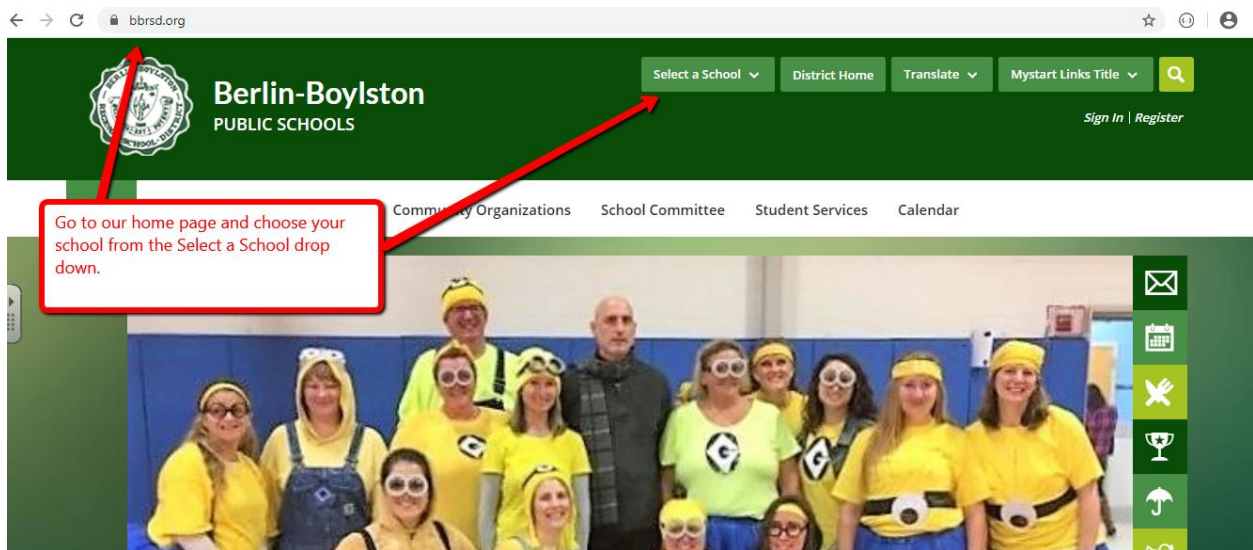 bbrsd.org
Berlin-Boylston
PUBLIC SCHOOLS
Select a School
District Home
Translate
Mystart Links Title
Sign In | Register
Go to our home page and choose your
school from the Select a School drop
down.
Community Organizations
School Committee
Student Services
Calendar
G
G